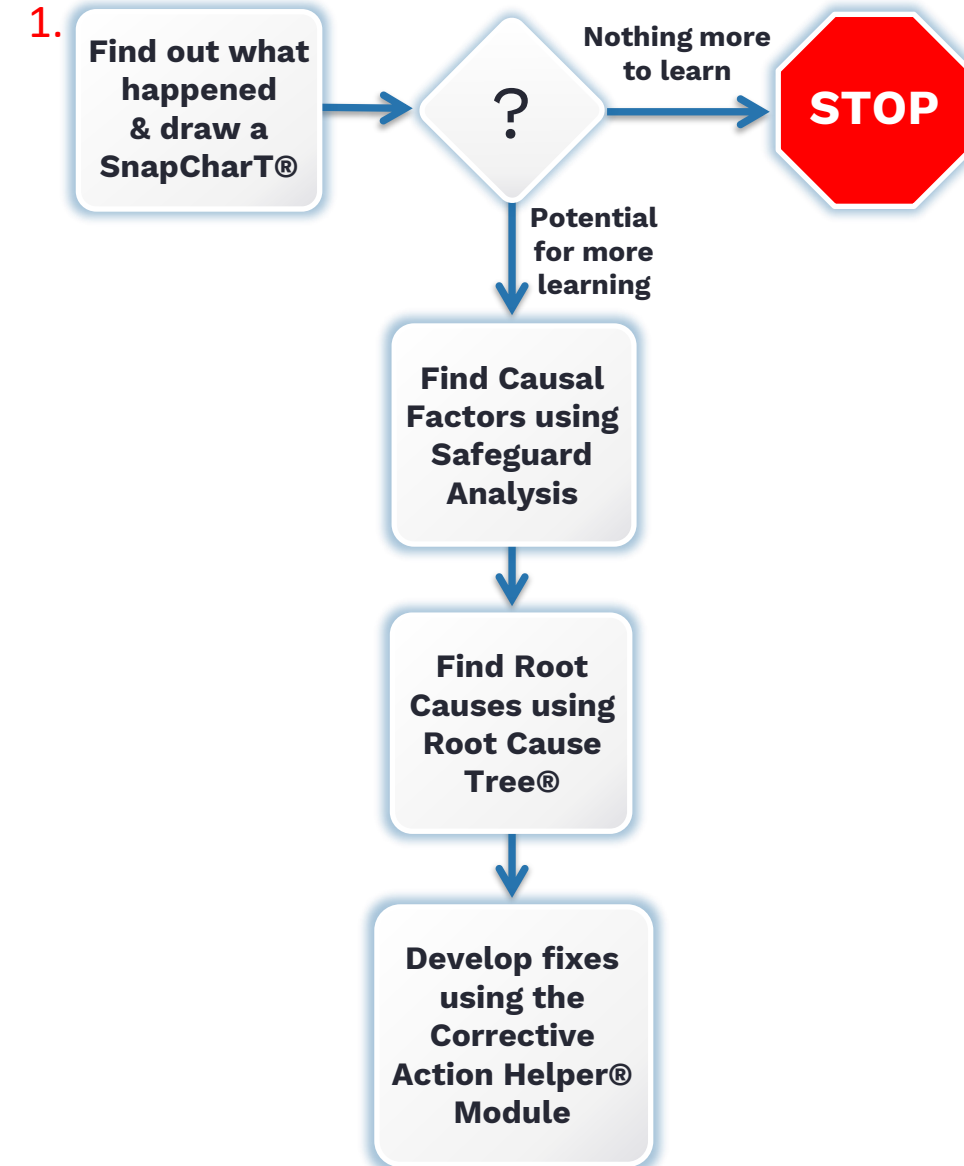 1.
Find out what
happened
& draw a
SnapCharT®
?
Nothing more
to learn
STOP
Potential
for more
learning
Find Causal
Factors using
Safeguard
Analysis
Find Root
Causes using
Root Cause
Tree®
Develop fixes
using the
Corrective
Action Helper®
Module